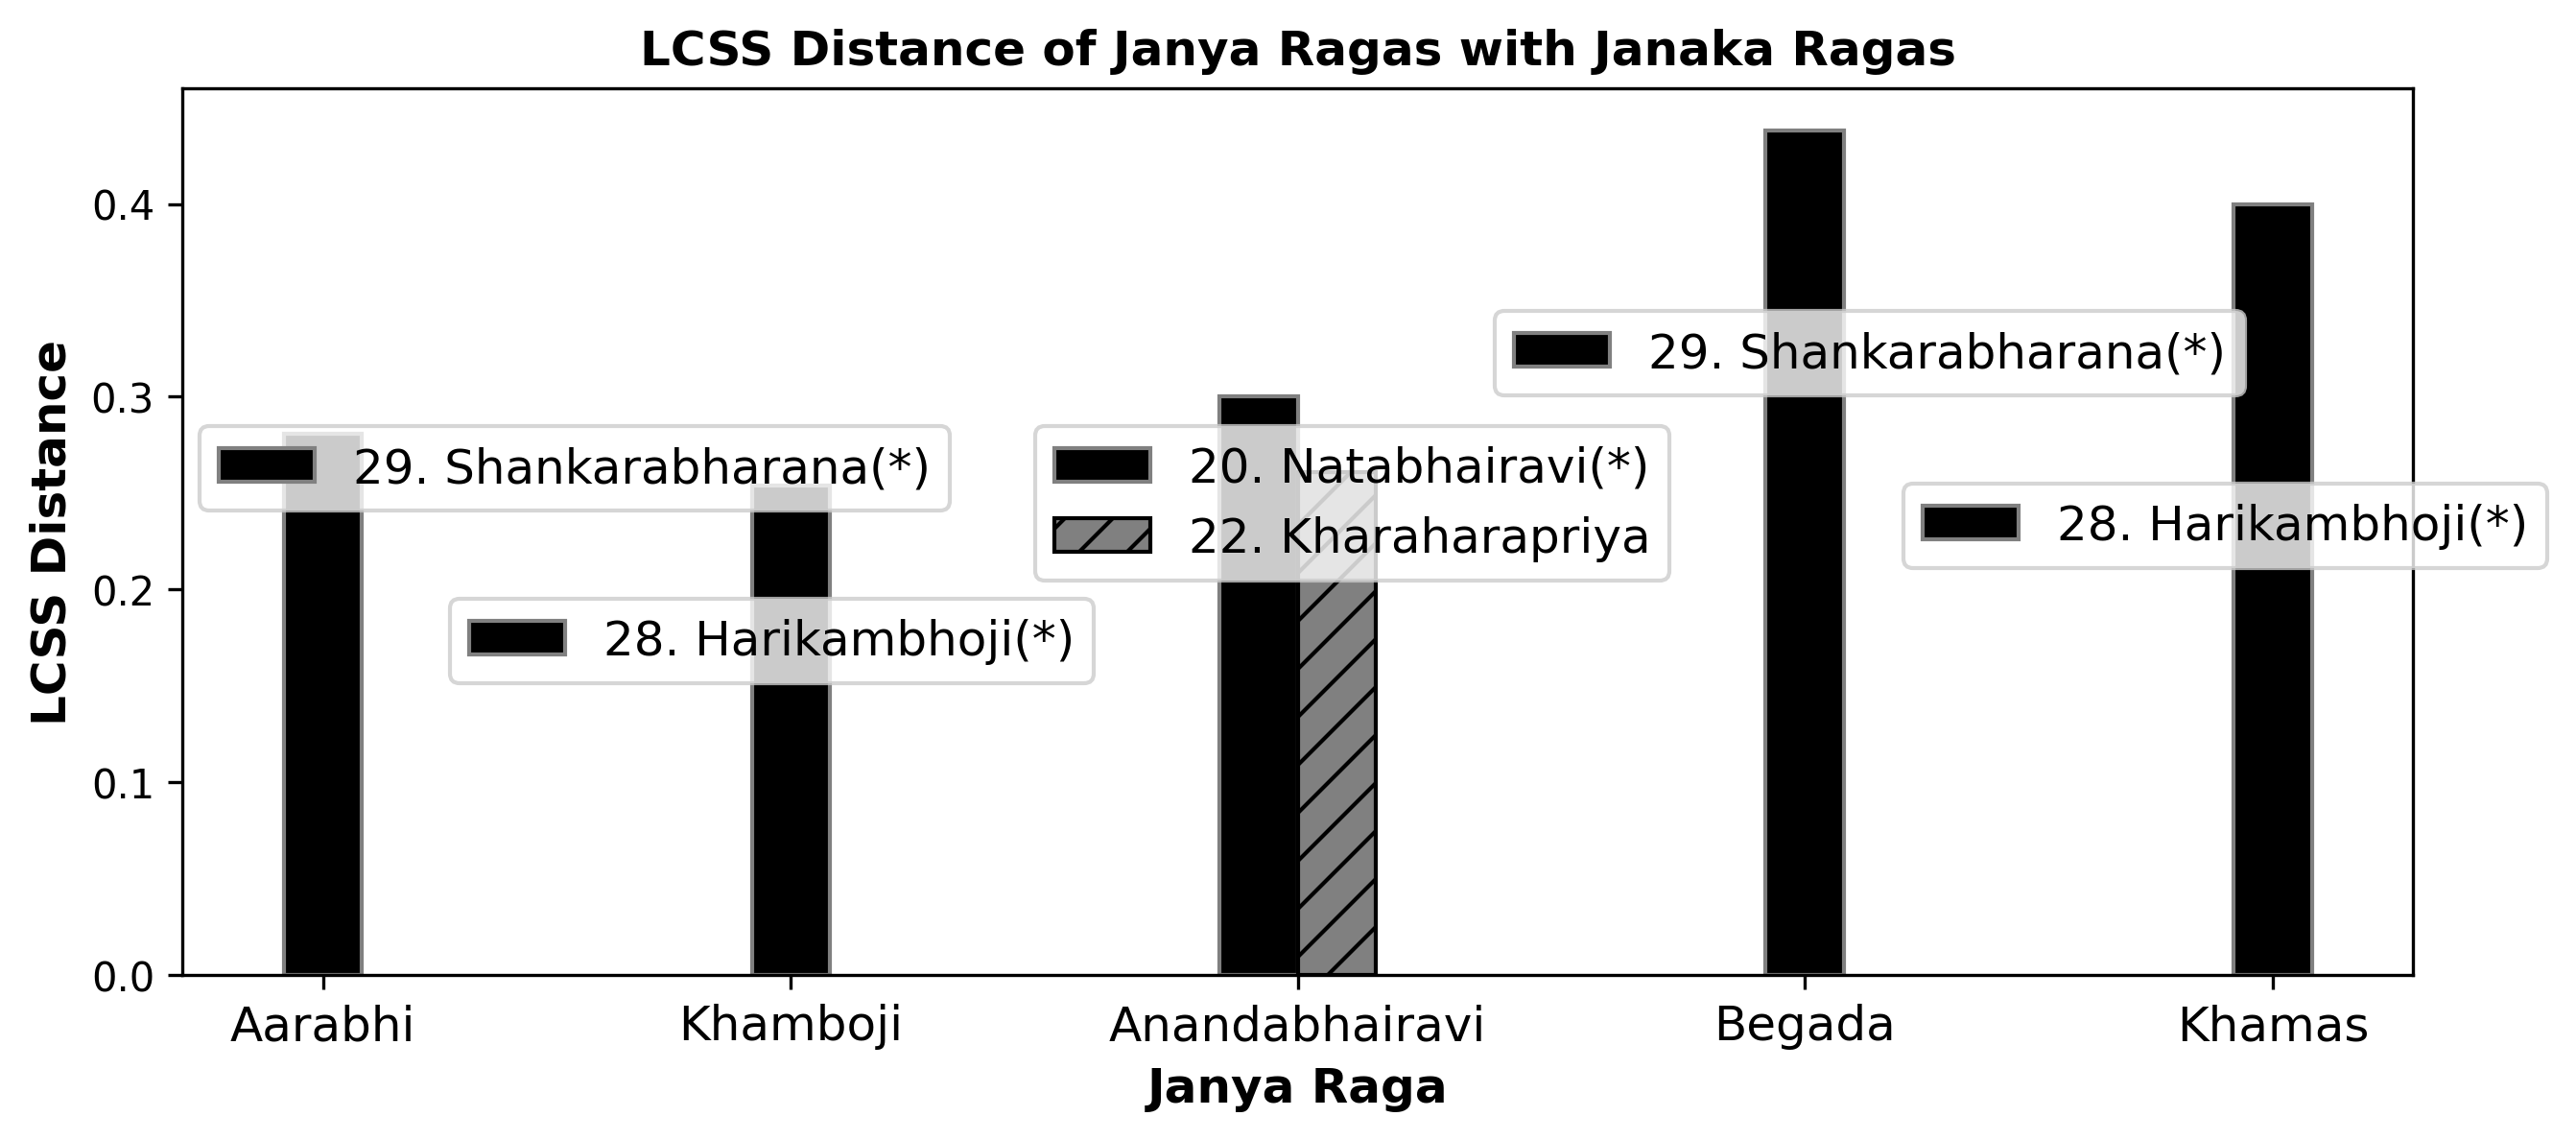 LCSS Distance of Janya Ragas with Janaka Ragas
LCSS Distance
0.4
0.3
0.2
0.1
0.0
29. Shankarabharana(*)
28. Harikambhoji(*)
20. Natabhairavi(*)
22. Kharaharapriya
29. Shankarabharana(*)
28. Harikambhoji(*)
Aarabhi
Khamboji
Anandabhairavi
Begada
Khamas
Janya Raga